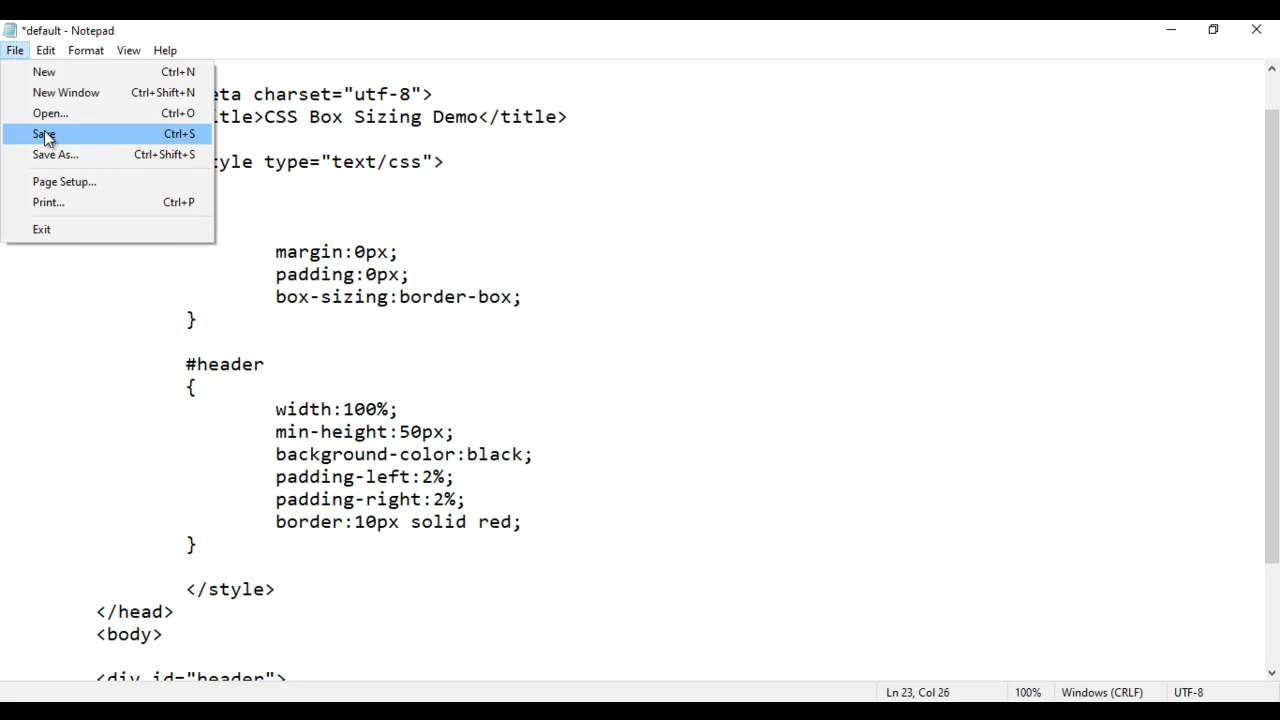 *default - Notepad
File Edit Format View Help
New Ctrl+N
New Window Ctrl+Shift+N
Open... Ctrl+O
Save Ctrl+S
Save As... Ctrl+Shift+S
Page Setup...
Print... Ctrl+P
Exit
eta charset="utf-8">
tle>CSS Box Sizing Demo</title>
yle type="text/css">
margin:0px;
padding:0px;
box-sizing:border-box;
}
#header
{
width:100%;
min-height:50px;
background-color:black;
padding-left:2%;
padding-right:2%;
border:10px solid red;
}
</style>
</head>
<body>
<div id="header">
Ln 23, Col 26 100% Windows (CRLF) UTF-8